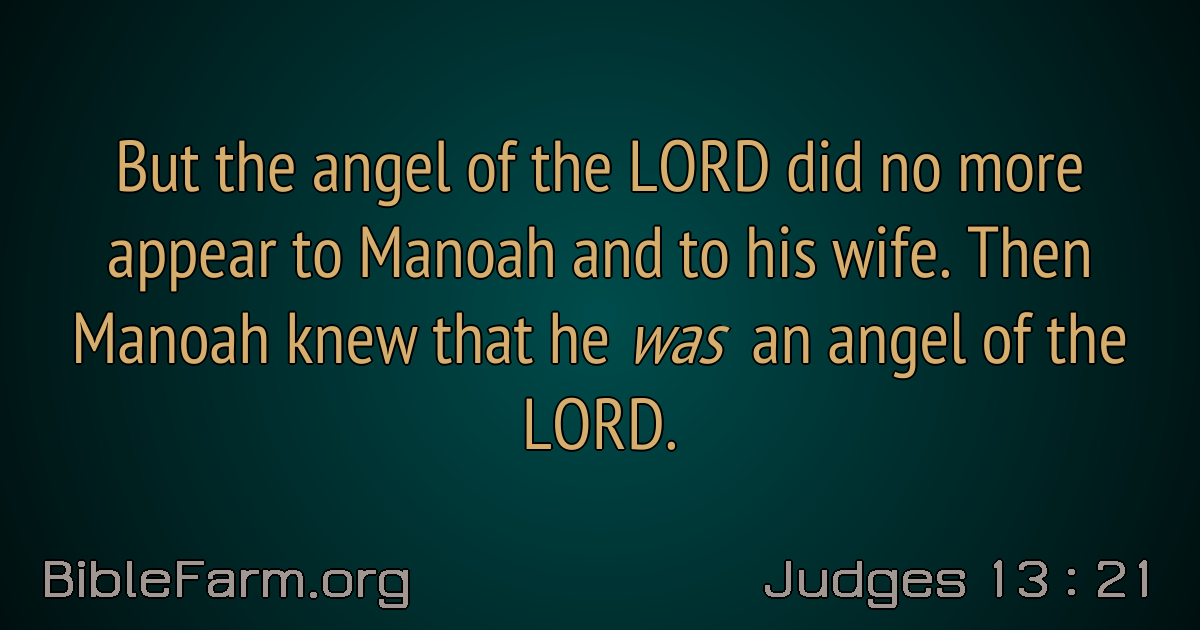 But the angel of the LORD did no more
appear to Manoah and to his wife. Then
Manoah knew that he was an angel of the
LORD.
BibleFarm.org
Judges 13 : 21